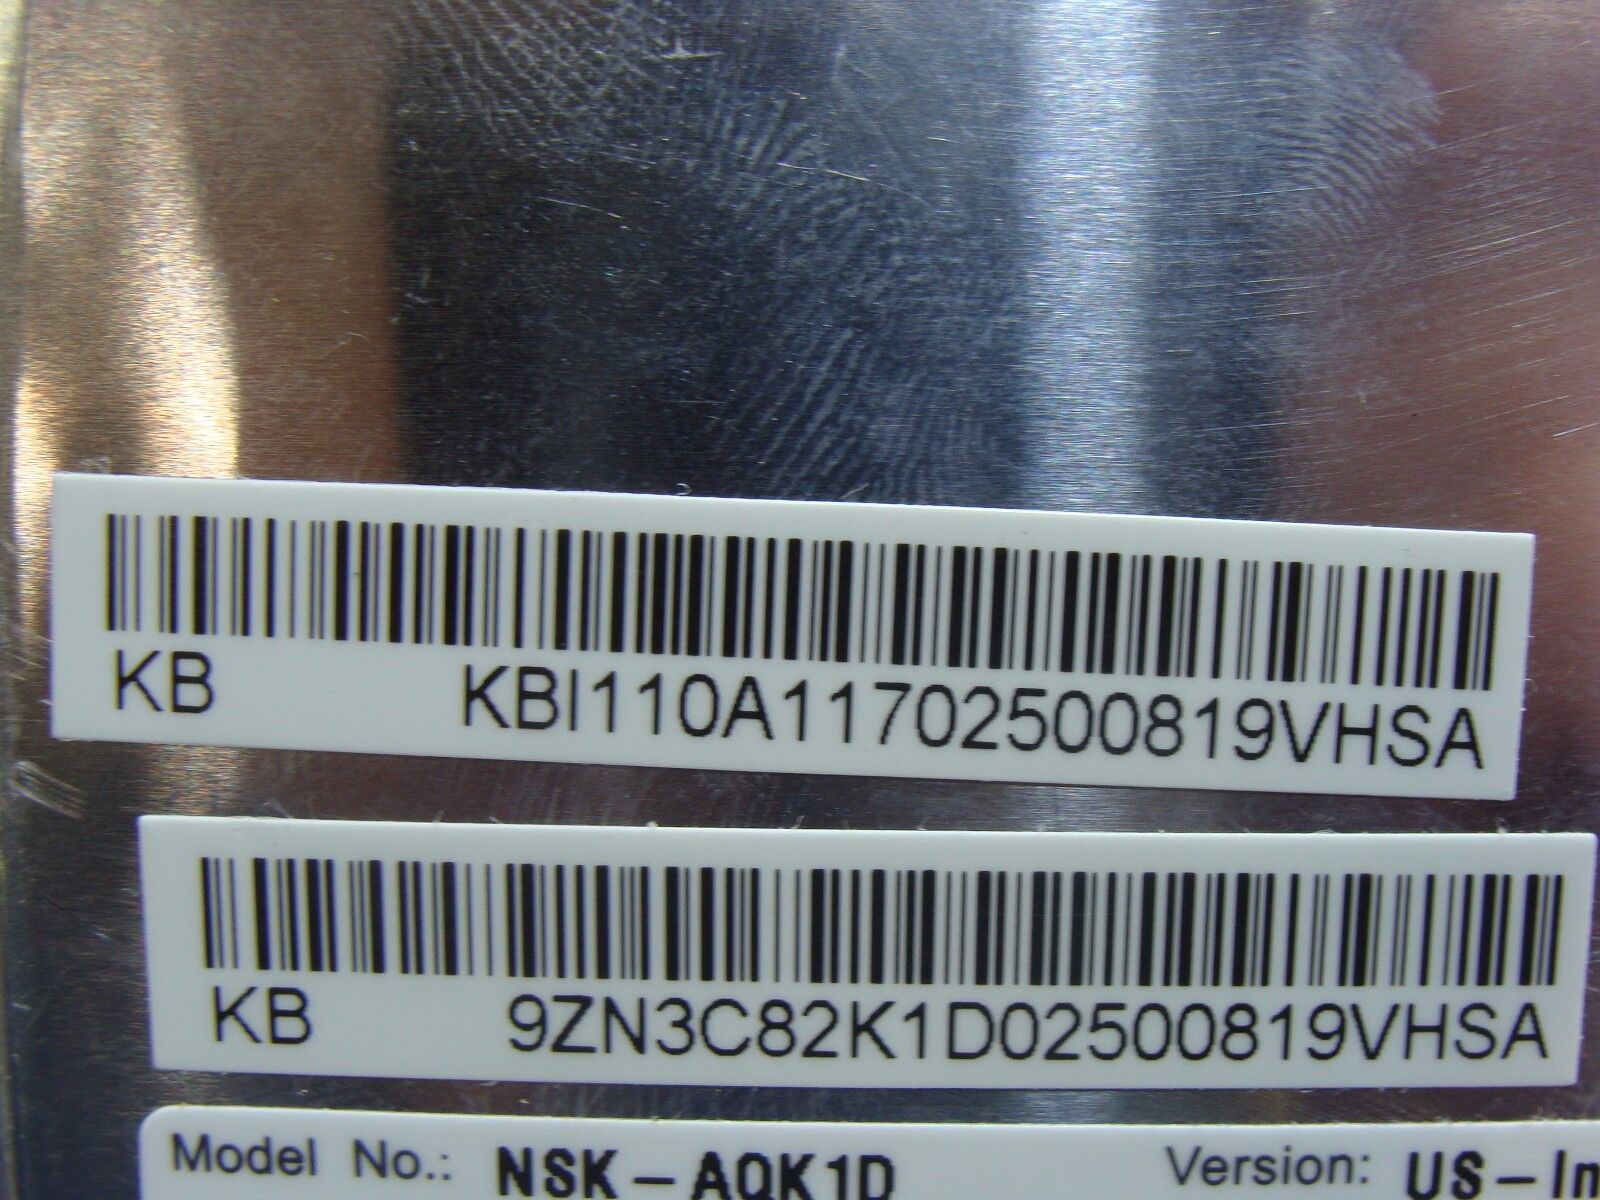 KB KBI110A11702500819VHSA
KB 9ZN3C82K1D02500819VHSA
Model No.: NSK-AQK1D Version: US-In